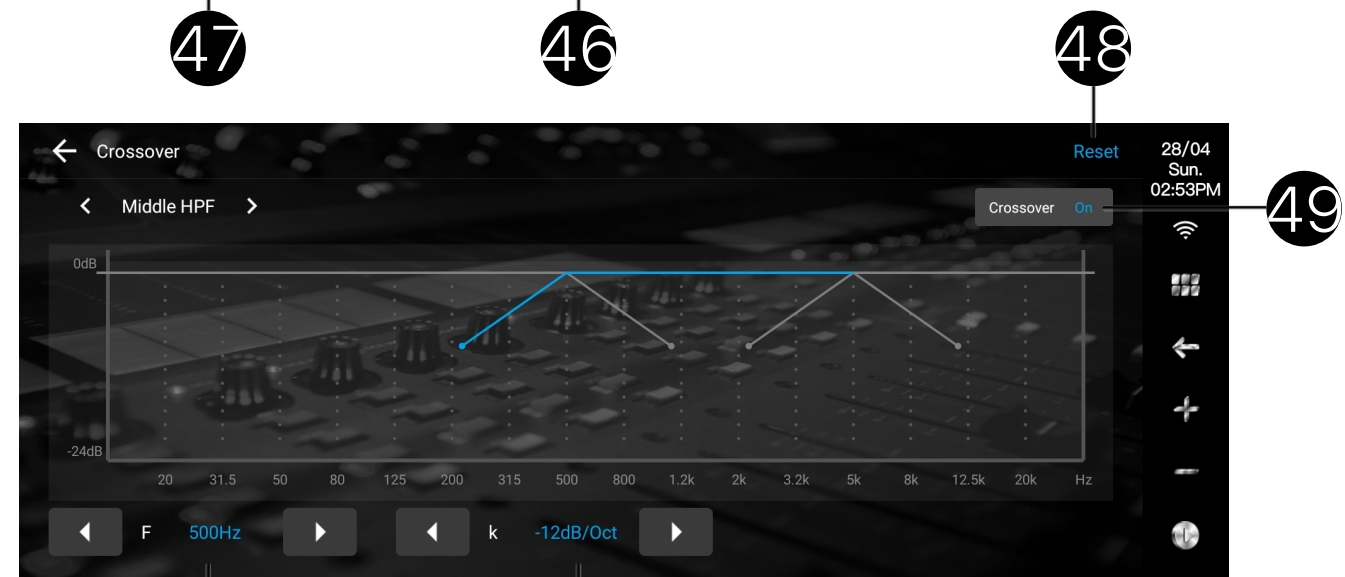 47 46 48
Crossover Reset
28/04
Sun.
02:53PM
Middle HPF
Crossover On
49
0dB
-24dB
20 31.5 50 80 125 200 315 500 800 1.2k 2k 3.2k 5k 8k 12.5k 20k Hz
F 500Hz k -12dB/Oct